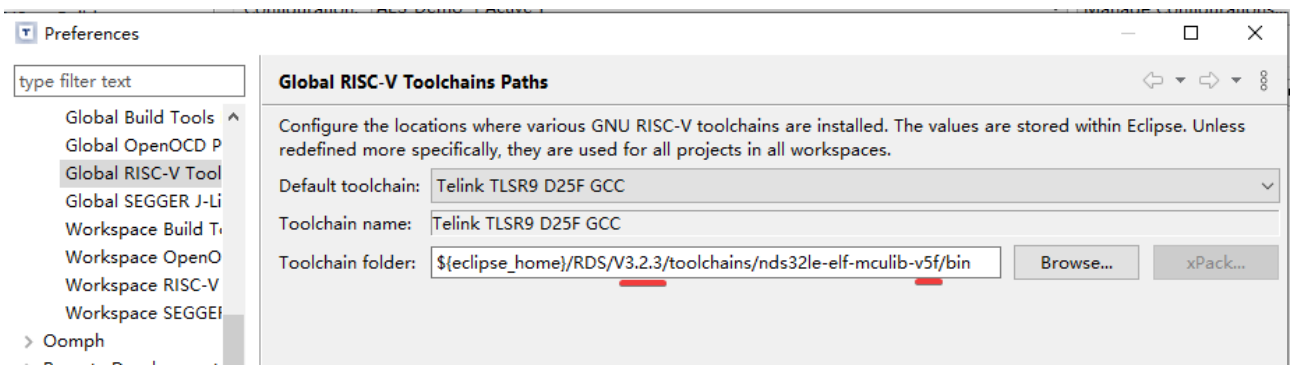 Preferences
type filter text
Global RISC-V Toolchains Paths
Global Build Tools
Global OpenOCD P
Global RISC-V Tool
Global SEGGER J-Li
Workspace Build T
Workspace OpenO
Workspace RISC-V
Workspace SEGGE
Oomph
Configure the locations where various GNU RISC-V toolchains are installed. The values are stored within Eclipse. Unless
redefined more specifically, they are used for all projects in all workspaces.
Default toolchain: Telink TLSR9 D25F GCC
Toolchain name: Telink TLSR9 D25F GCC
Toolchain folder: ${eclipse_home}/RDS/V3.2.3/toolchains/nds32le-elf-mculib-v5f/bin Browse... xPack...